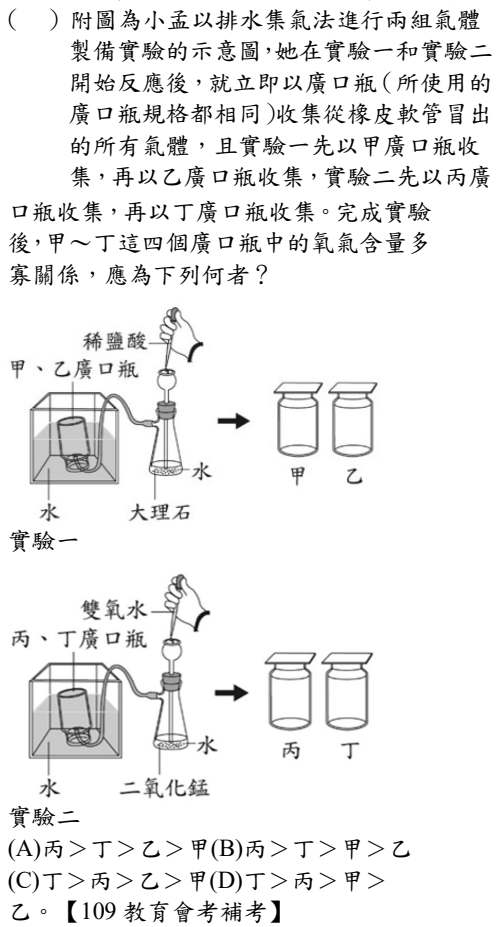 (　)附圖為小孟以排水集氣法進行兩組氣體
製備實驗的示意圖，她在實驗一和實驗二
開始反應後，就立即以廣口瓶(所使用的
廣口瓶規格都相同)收集從橡皮軟管冒出
的所有氣體，且實驗一先以甲廣口瓶收
集，再以乙廣口瓶收集，實驗二先以丙廣
口瓶收集，再以丁廣口瓶收集。完成實驗
後，甲～丁這四個廣口瓶中的氧氣含量多
寡關係，應為下列何者？
稀鹽酸
甲、乙廣口瓶
水
甲 乙
水 大理石
實驗一
雙氧水
丙、丁廣口瓶
水
丙 丁
水 二氧化錳
實驗二
(A)丙＞丁＞乙＞甲(B)丙＞丁＞甲＞乙
(C)丁＞丙＞乙＞甲(D)丁＞丙＞甲＞
乙。【109 教育會考補考】